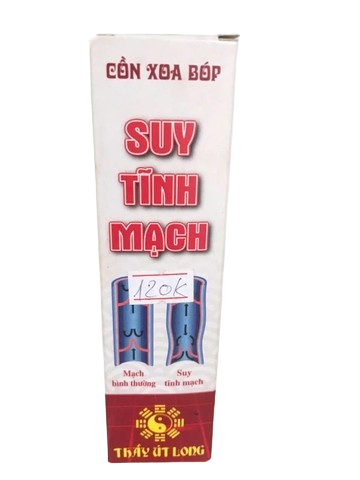 CỒN XOA BÓP
SUY
TĨNH
MẠCH
120K
Mạch
bình thường
Suy
tĩnh mạch
THẦY ÚT LONG